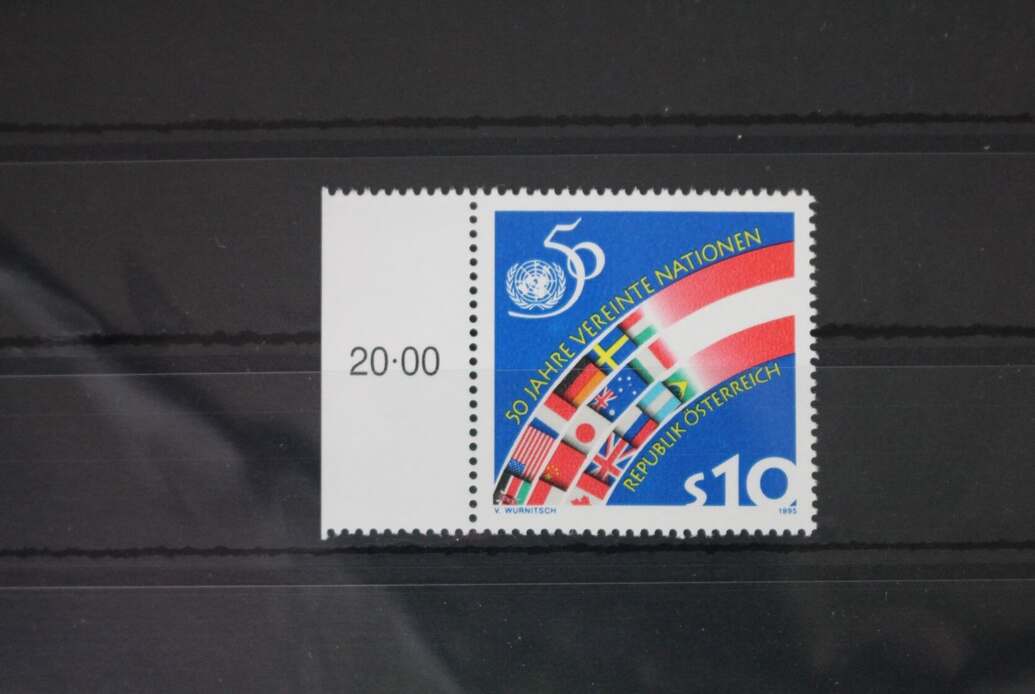 20·00
50
50 JAHRE VEREINTE NATIONEN
REPUBLIK ÖSTERREICH
s10
V. WURNITSCH
1995